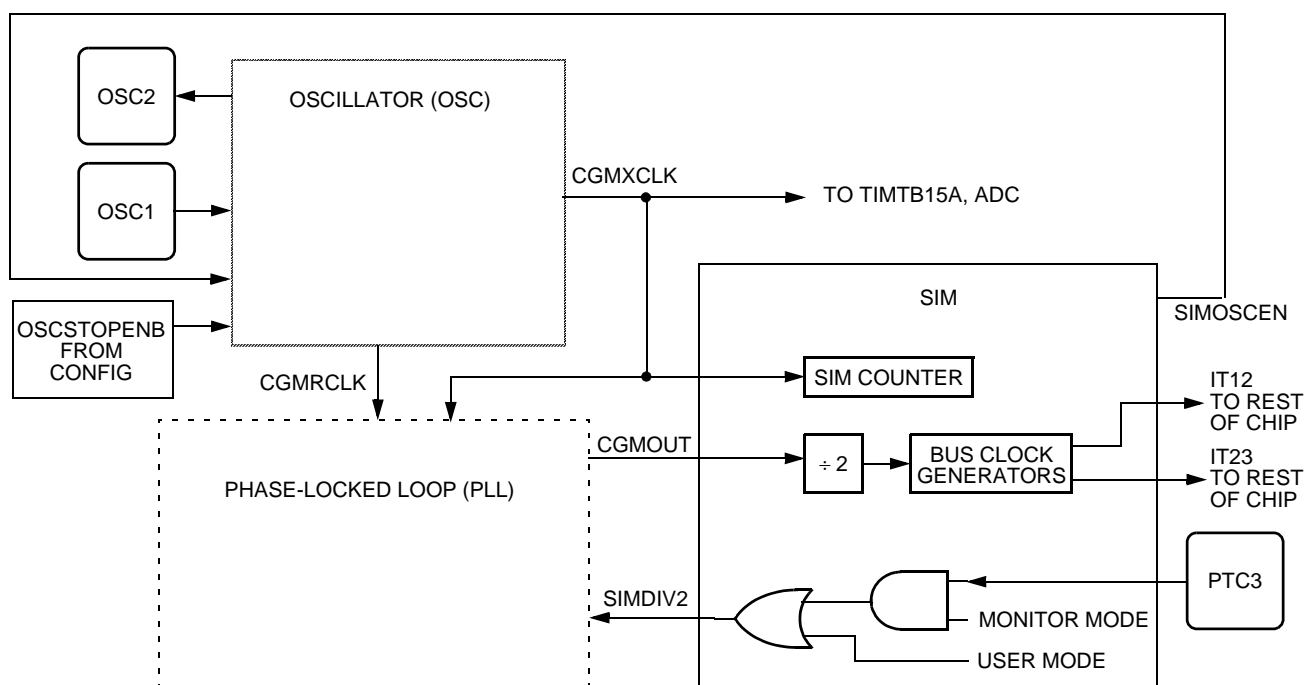 OSC2
OSCILLATOR (OSC)
CGMXCLK
OSC1
TO TIMTB15A, ADC
SIM
SIMOSCEN
OSCSTOPENB
FROM
CONFIG
CGMRCLK
SIM COUNTER
IT12
TO REST
OF CHIP
CGMOUT
÷ 2
BUS CLOCK
GENERATORS
IT23
TO REST
OF CHIP
PHASE-LOCKED LOOP (PLL)
PTC3
SIMDIV2
MONITOR MODE
USER MODE